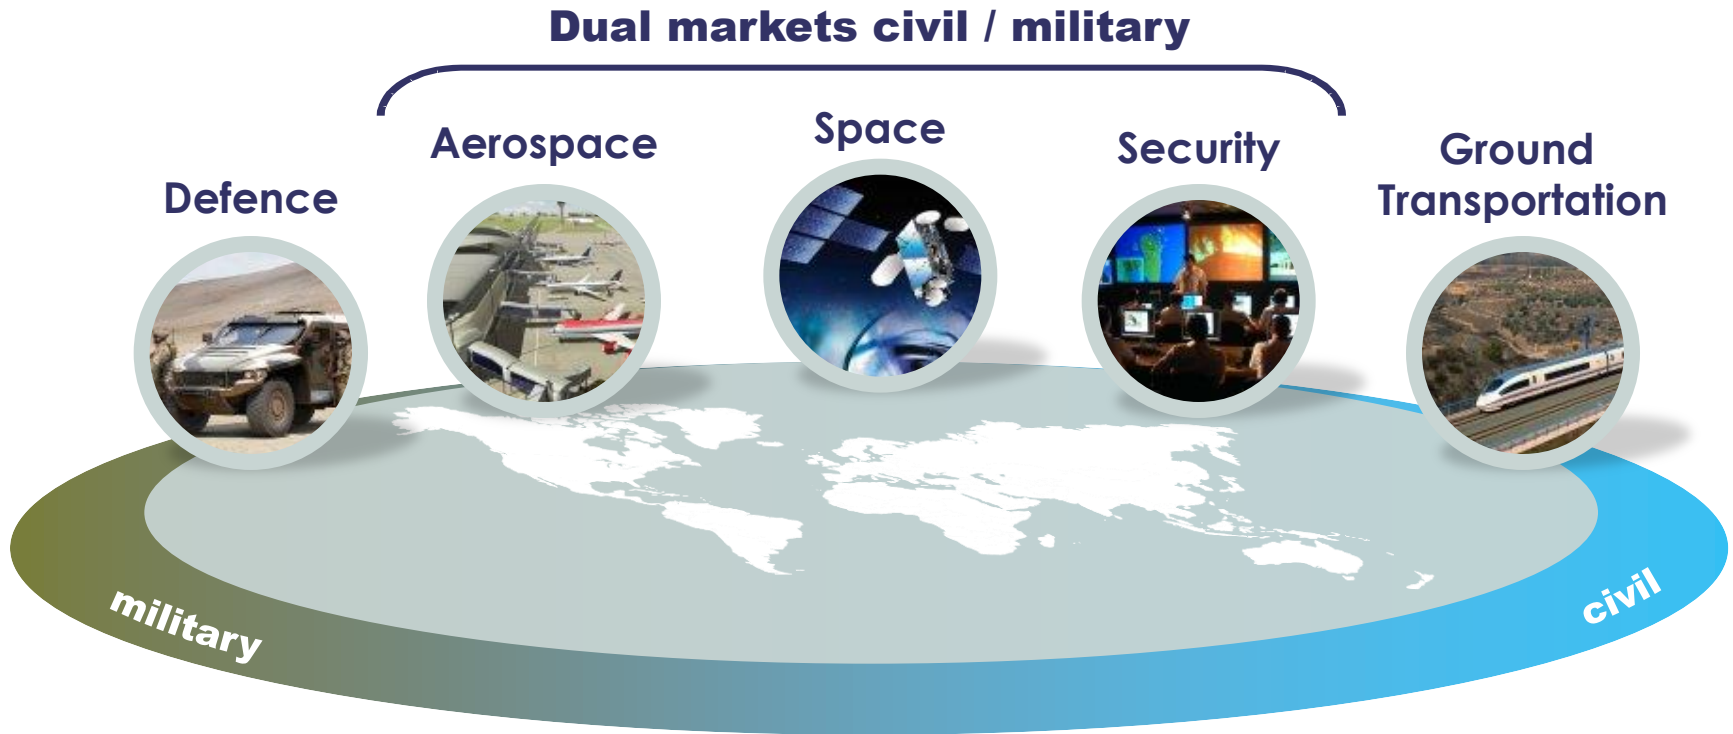 Dual markets civil / military
Defence
Aerospace
Space
Security
Ground
Transportation
military
civil